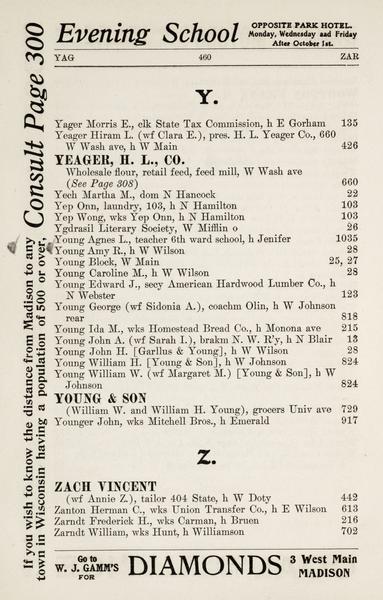 Evening School OPPOSITE PARK HOTEL.
Monday, Wednesday and Friday
After October 1st.
YAG 460 ZAR
Y.
Yager Morris E., clk State Tax Commission, h E Gorham 135
Yeager Hiram L. (wf Clara E.), pres. H. L. Yeager Co., 660
W Wash ave, h W Main 426
YEAGER, H. L., CO.
Wholesale flour, retail feed, feed mill, W Wash ave
(See Page 308) 660
Yech Martha M., dom N Hancock 22
Yep Onn, laundry, 103, h N Hamilton 103
Yep Wong, wks Yep Onn, h N Hamilton 103
Ygdrasil Literary Society, W Mifflin o 26
Young Agnes L., teacher 6th ward school, h Jenifer 1035
Young Amy R., h W Wilson 28
Young Block, W Main 25, 27
Young Caroline M., h W Wilson 28
Young Edward J., secy American Hardwood Lumber Co., h
N Webster 123
Young George (wf Sidonia A.), coachm Olin, h W Johnson
rear 818
Young Ida M., wks Homestead Bread Co., h Monona ave 215
Young John A. (wf Sarah I.), brakm N. W. R'y, h N Blair 13
Young John H. [Garllus & Young], h W Wilson 28
Young William H. [Young & Son], h W Johnson 824
Young William W. (wf Margaret M.) [Young & Son], h W
Johnson 824
YOUNG & SON
(William W. and William H. Young), grocers Univ ave 729
Younger John, wks Mitchell Bros., h Emerald 917
Z.
ZACH VINCENT
(wf Annie Z.), tailor 404 State, h W Doty 442
Zanton Herman C., wks Union Transfer Co., h E Wilson 613
Zarndt Frederick H., wks Carman, h Bruen 216
Zarndt William, wks Hunt, h Williamson 702
Go to
W. J. GAMM'S
FOR
DIAMONDS
3 West Main
MADISON
If you wish to know the distance from Madison to any
town in Wisconsin having a population of 500 or over,
Consult Page 300